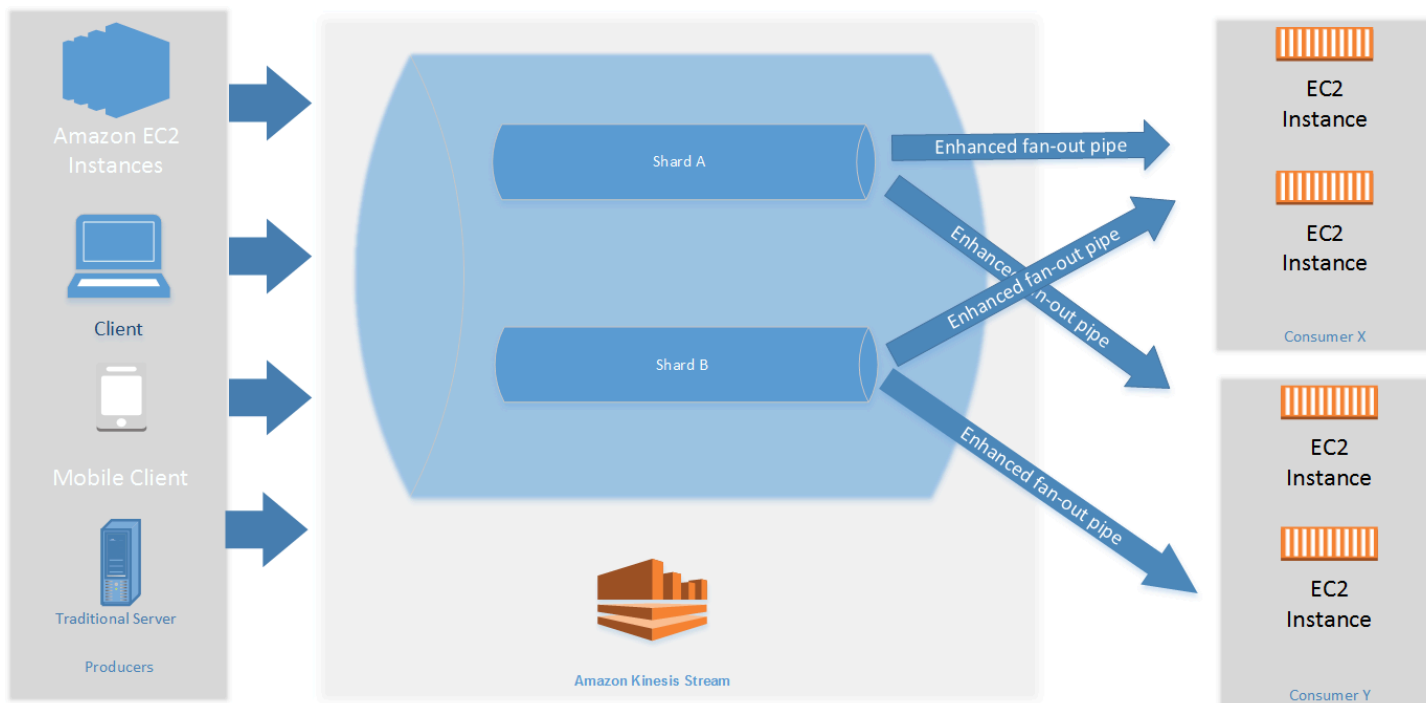 Amazon EC2
Instances
Client
Mobile Client
Traditional Server
Producers
Shard A
Shard B
Amazon Kinesis Stream
Enhanced fan-out pipe
Enhanced fan-out pipe
Enhanced fan-out pipe
Enhanced fan-out pipe
EC2
Instance
EC2
Instance
Consumer X
EC2
Instance
EC2
Instance
Consumer Y